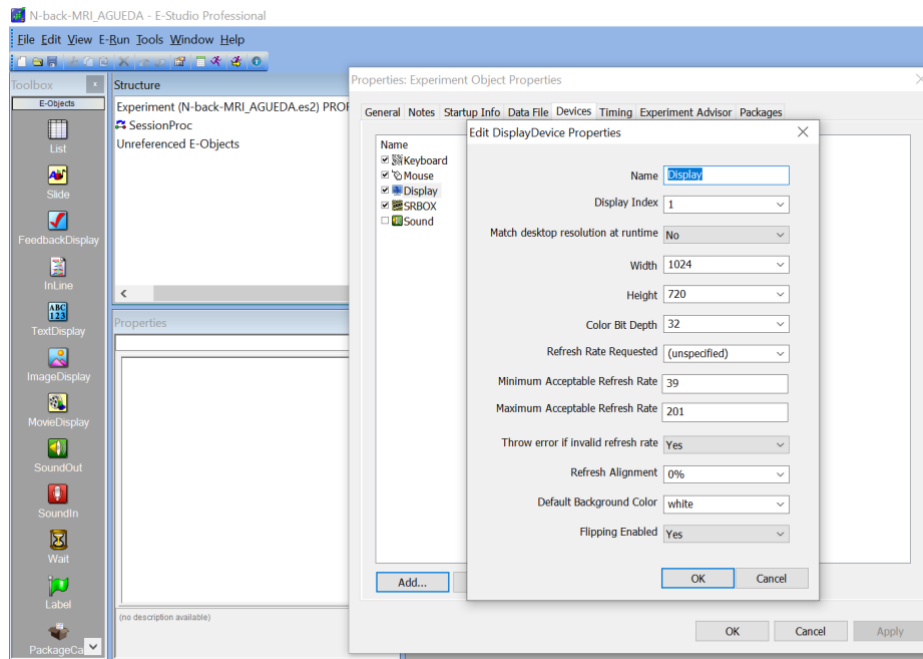 N-back-MRI_AGUEDA - E-Studio Professional
File Edit View E-Run Tools Window Help
Toolbox
E-Objects
List
Slide
FeedbackDisplay
InLine
ABC
123
TextDisplay
ImageDisplay
MovieDisplay
SoundOut
SoundIn
Wait
Label
PackageCa
Structure
Experiment (N-back-MRI_AGUEDA.es2) PROF
SessionProc
Unreferenced E-Objects
Properties
(no description available)
Properties: Experiment Object Properties
General Notes Startup Info Data File Devices Timing Experiment Advisor Packages
Name
Keyboard
Mouse
Display
SRBOX
Sound
Add...
Edit DisplayDevice Properties
Name Display
Display Index 1
Match desktop resolution at runtime No
Width 1024
Height 720
Color Bit Depth 32
Refresh Rate Requested (unspecified)
Minimum Acceptable Refresh Rate 39
Maximum Acceptable Refresh Rate 201
Throw error if invalid refresh rate Yes
Refresh Alignment 0%
Default Background Color white
Flipping Enabled Yes
OK Cancel
OK Cancel Apply